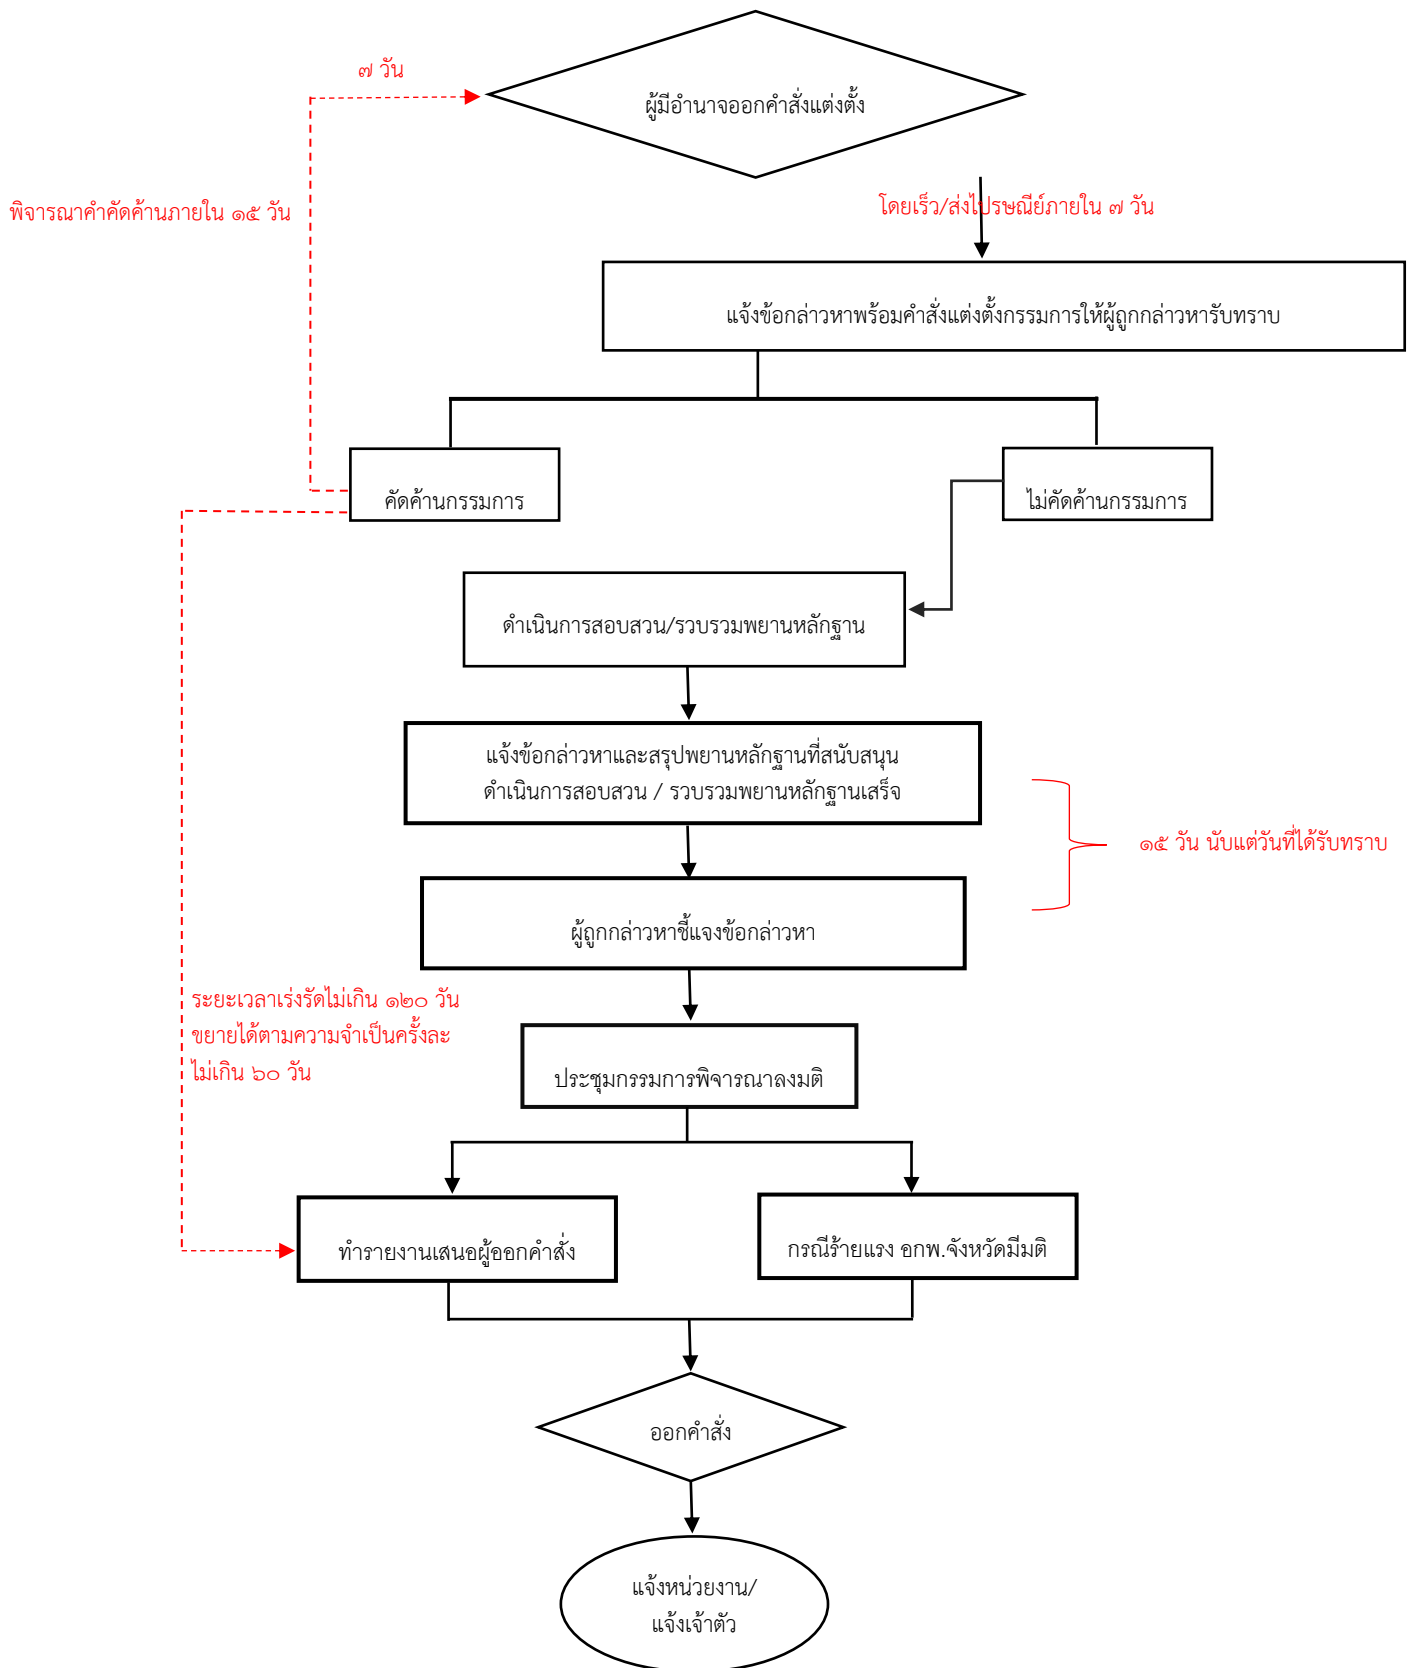 ๗ วัน
ผู้มีอำนาจออกคำสั่งแต่งตั้ง
พิจารณาคำคัดค้านภายใน ๑๕ วัน
โดยเร็ว/ส่งไปรษณีย์ภายใน ๗ วัน
แจ้งข้อกล่าวหาพร้อมคำสั่งแต่งตั้งกรรมการให้ผู้ถูกกล่าวหารับทราบ
คัดค้านกรรมการ
ไม่คัดค้านกรรมการ
ดำเนินการสอบสวน/รวบรวมพยานหลักฐาน
แจ้งข้อกล่าวหาและสรุปพยานหลักฐานที่สนับสนุน
ดำเนินการสอบสวน / รวบรวมพยานหลักฐานเสร็จ
๑๕ วัน นับแต่วันที่ได้รับทราบ
ผู้ถูกกล่าวหาชี้แจงข้อกล่าวหา
ระยะเวลาเร่งรัดไม่เกิน ๑๒๐ วัน
ขยายได้ตามความจำเป็นครั้งละ
ไม่เกิน ๖๐ วัน
ประชุมกรรมการพิจารณาลงมติ
ทำรายงานเสนอผู้ออกคำสั่ง
กรณีร้ายแรง อกพ.จังหวัดมีมติ
ออกคำสั่ง
แจ้งหน่วยงาน/
แจ้งเจ้าตัว